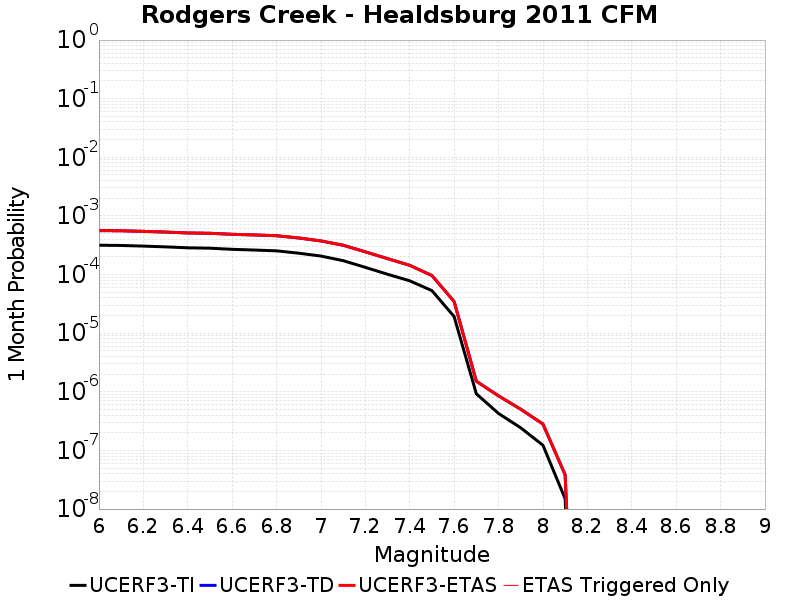 Rodgers Creek - Healdsburg 2011 CFM
1 Month Probability
10^0
10^-1
10^-2
10^-3
10^-4
10^-5
10^-6
10^-7
10^-8
6 6.2 6.4 6.6 6.8 7 7.2 7.4 7.6 7.8 8 8.2 8.4 8.6 8.8 9
Magnitude
UCERF3-TI UCERF3-TD UCERF3-ETAS ETAS Triggered Only